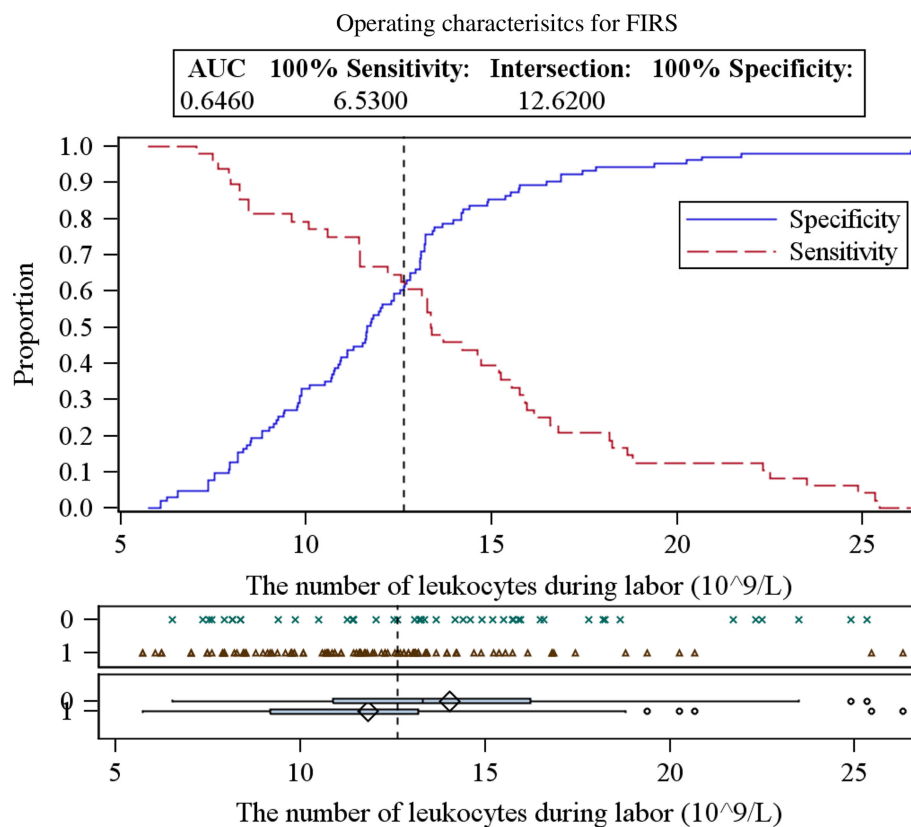 Operating characterisitcs for FIRS
AUC 100% Sensitivity: Intersection: 100% Specificity:
0.6460 6.5300 12.6200
1.0
0.9
0.8
0.7
0.6
0.5
0.4
0.3
0.2
0.1
0.0
Proportion
Specificity
Sensitivity
5 10 15 20 25
The number of leukocytes during labor (10^9/L)
0
1
0
1
5 10 15 20 25
The number of leukocytes during labor (10^9/L)